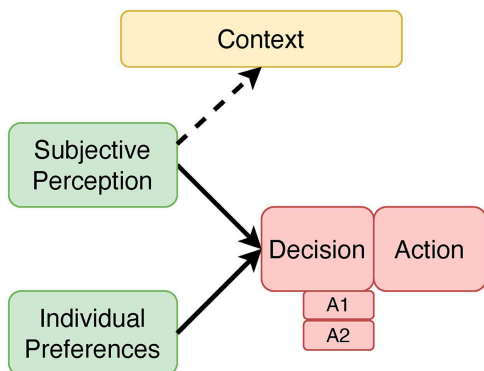 Context
Subjective
Perception
Decision
Action
A1
A2
Individual
Preferences